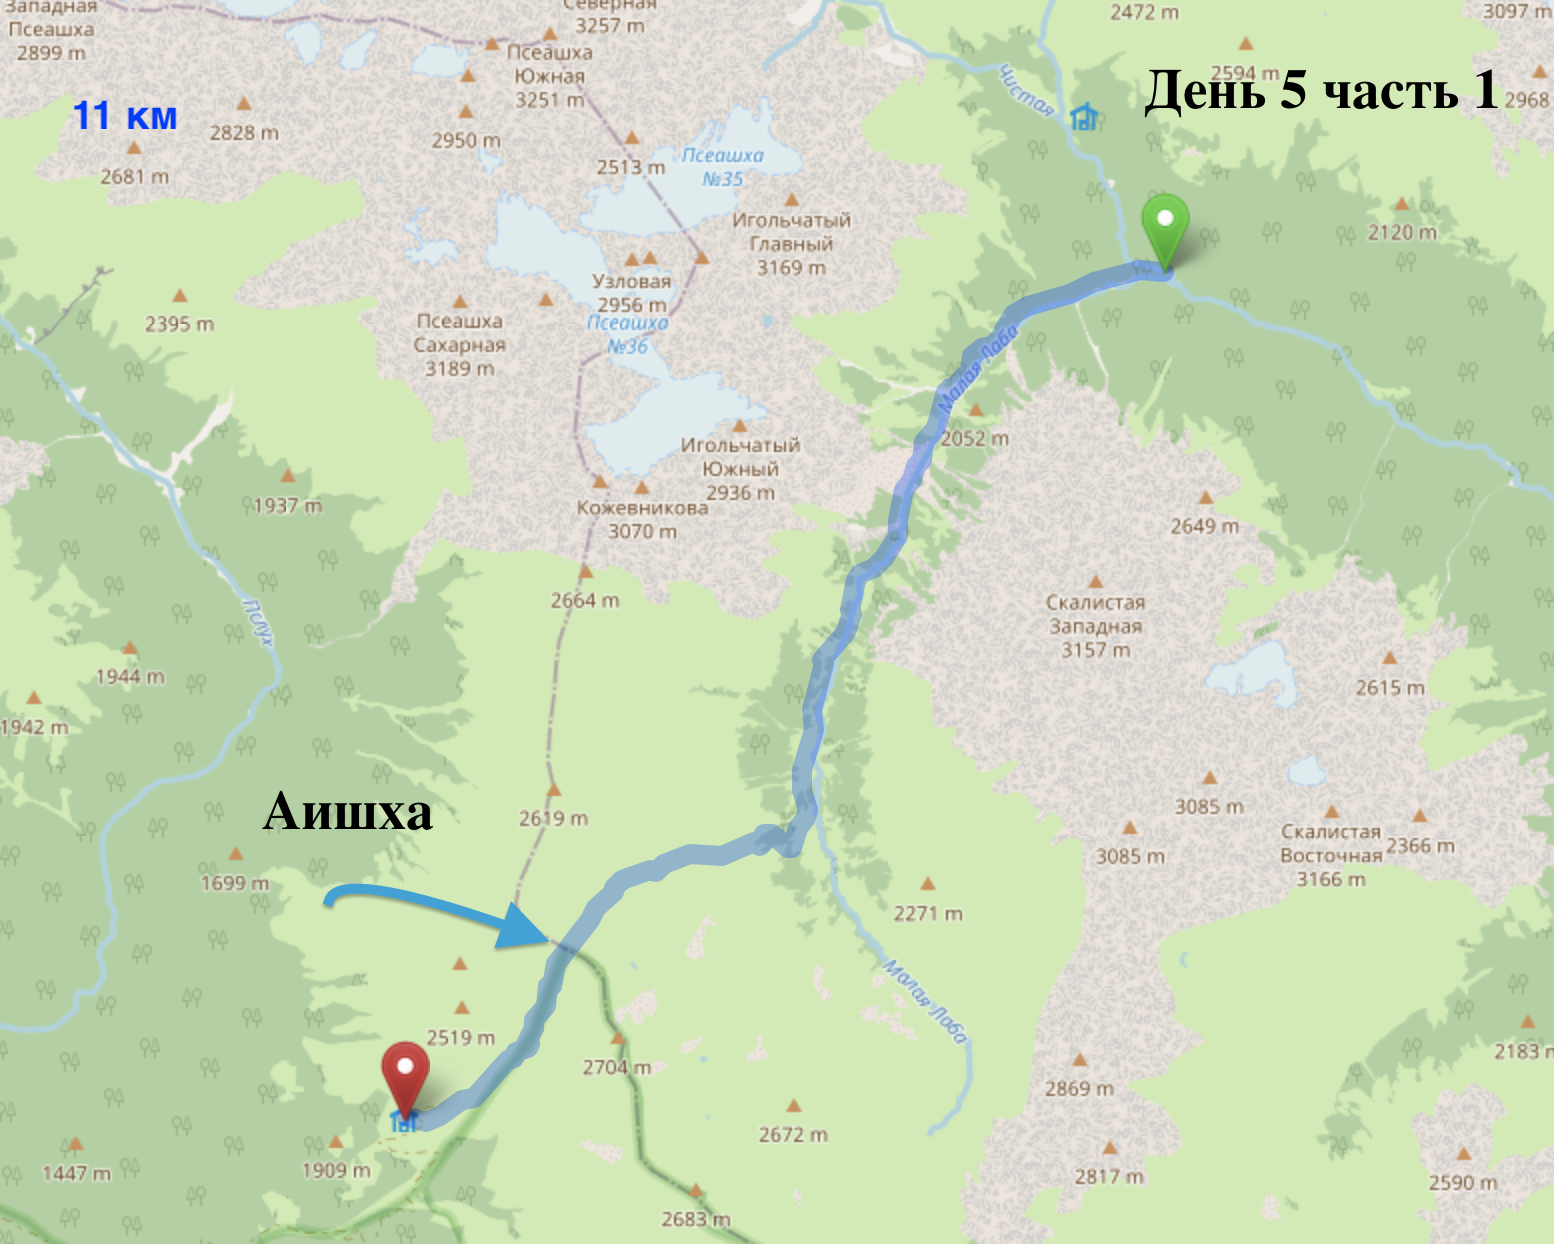 Западная
Псеашха
2899 m
Северная
3257 m
2472 m
3097 m
Псеашха
Южная
3251 m
2594 m
День 5 часть 1
2968
11 км
2828 m
2950 m
Чистая
2681 m
2513 m
Псеашха
№35
Игольчатый
Главный
3169 m
2120 m
Узловая
2956 m
2395 m
Псеашха
Сахарная
3189 m
Псеашха
№36
Малая Лаба
2052 m
Игольчатый
Южный
2936 m
1937 m
Кожевникова
3070 m
2649 m
2664 m
Скалистая
Западная
3157 m
Пслух
1944 m
2615 m
1942 m
Аишха
2619 m
3085 m
3085 m
Скалистая
Восточная
3166 m
2366 m
1699 m
2271 m
Малая Лаба
2519 m
2704 m
2183 m
2869 m
2672 m
1447 m
1909 m
2817 m
2590 m
2683 m